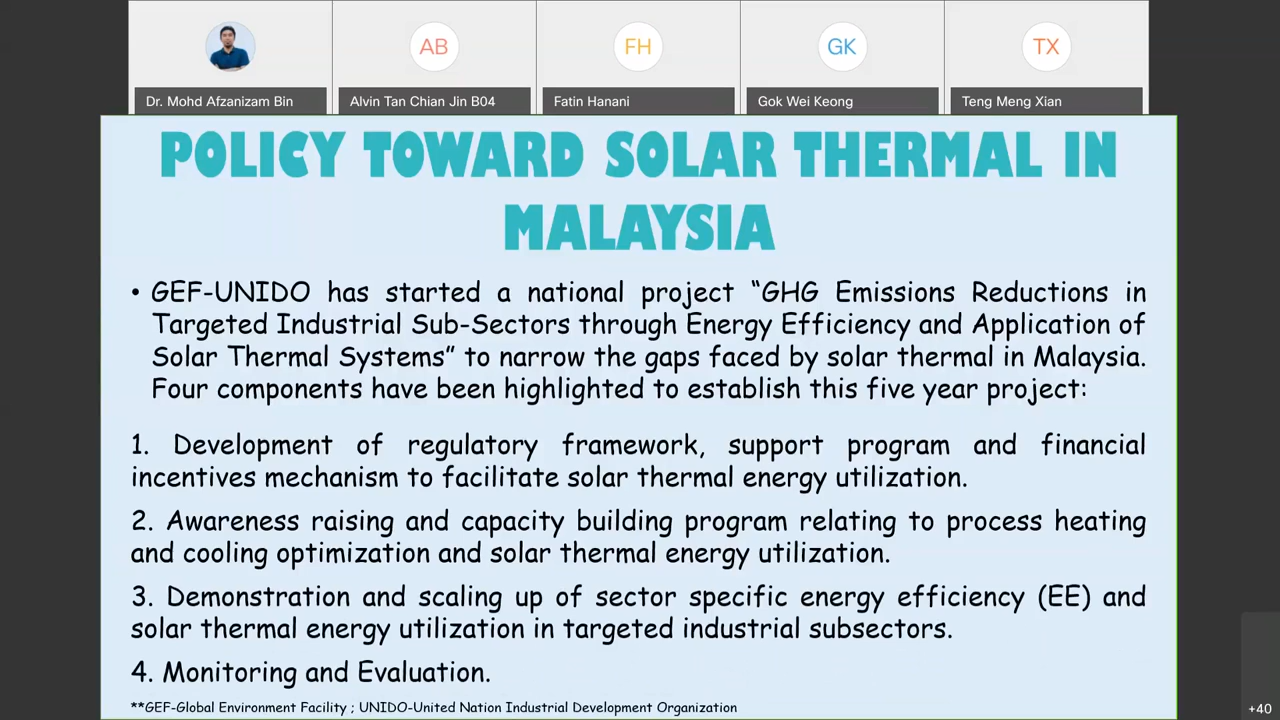 AB
FH
GK
TX
Dr. Mohd Afzanizam Bin
Alvin Tan Chian Jin B04
Fatin Hanani
Gok Wei Keong
Teng Meng Xian
POLICY TOWARD SOLAR THERMAL IN
MALAYSIA
• GEF-UNIDO has started a national project “GHG Emissions Reductions in
Targeted Industrial Sub-Sectors through Energy Efficiency and Application of
Solar Thermal Systems” to narrow the gaps faced by solar thermal in Malaysia.
Four components have been highlighted to establish this five year project:
1. Development of regulatory framework, support program and financial
incentives mechanism to facilitate solar thermal energy utilization.
2. Awareness raising and capacity building program relating to process heating
and cooling optimization and solar thermal energy utilization.
3. Demonstration and scaling up of sector specific energy efficiency (EE) and
solar thermal energy utilization in targeted industrial subsectors.
4. Monitoring and Evaluation.
**GEF-Global Environment Facility ; UNIDO-United Nation Industrial Development Organization
+40